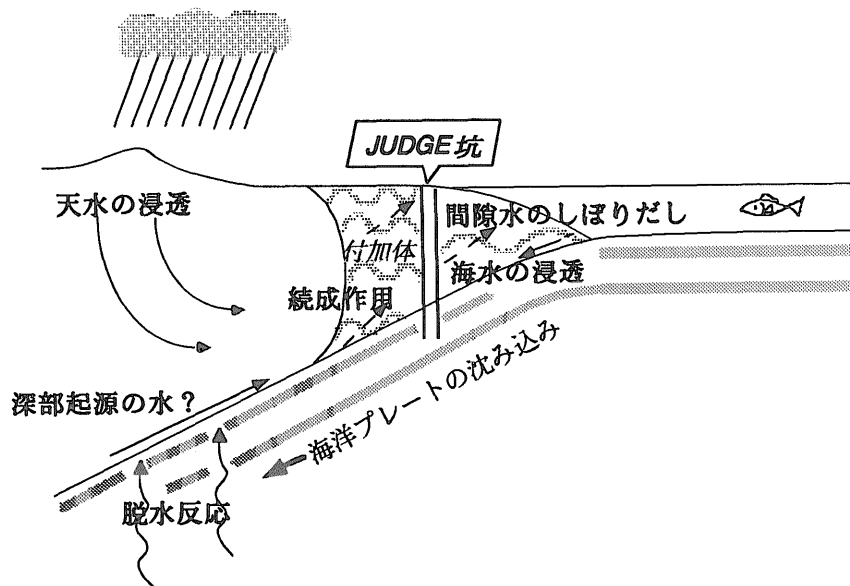 JUDGE坑
天水の浸透
間隙水のしぼりだし
付加体
海水の浸透
続成作用
深部起源の水？
海洋プレートの沈み込み
脱水反応